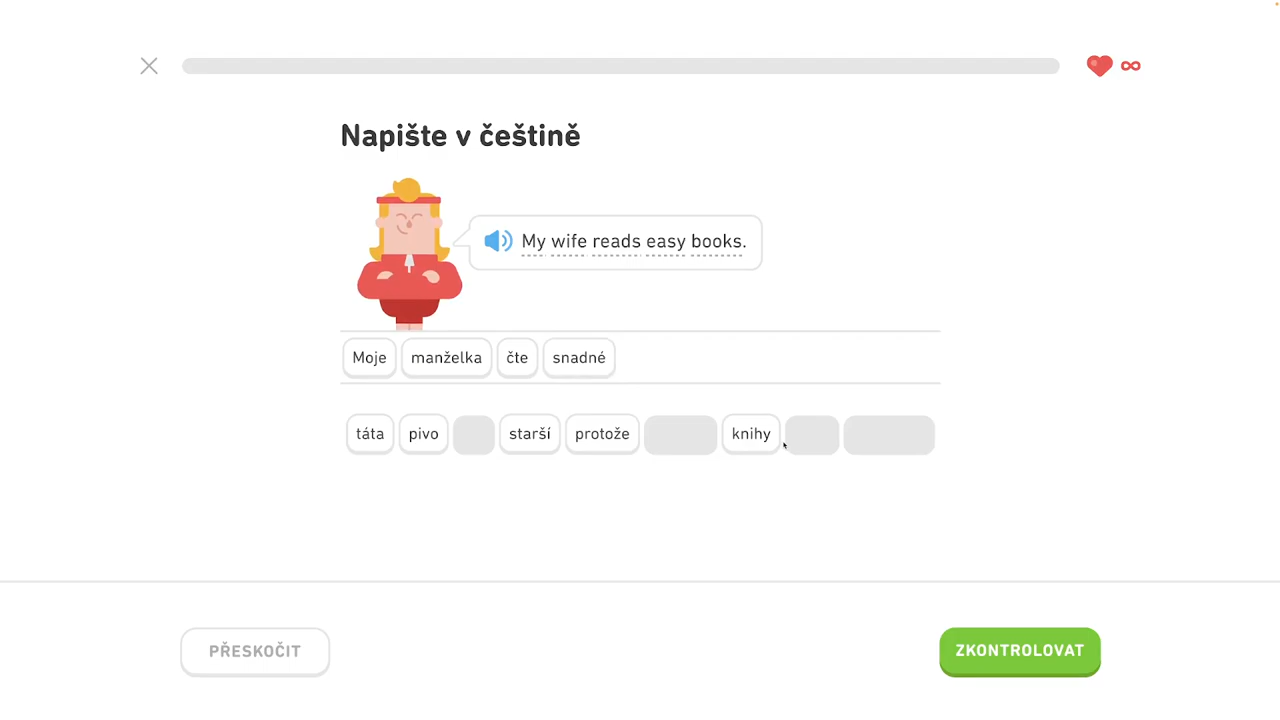 ∞
Napište v češtině
My wife reads easy books.
Moje manželka čte snadné
táta pivo starší protože knihy
PŘESKOČIT ZKONTROLOVAT